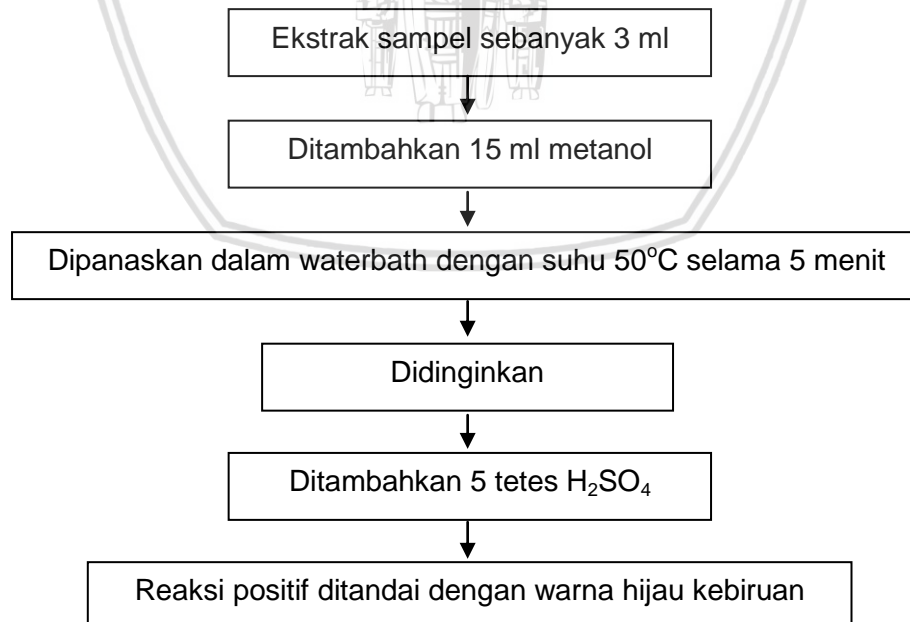 Ekstrak sampel sebanyak 3 ml
Ditambahkan 15 ml metanol
Dipanaskan dalam waterbath dengan suhu 50°C selama 5 menit
Didinginkan
Ditambahkan 5 tetes H₂SO₄
Reaksi positif ditandai dengan warna hijau kebiruan